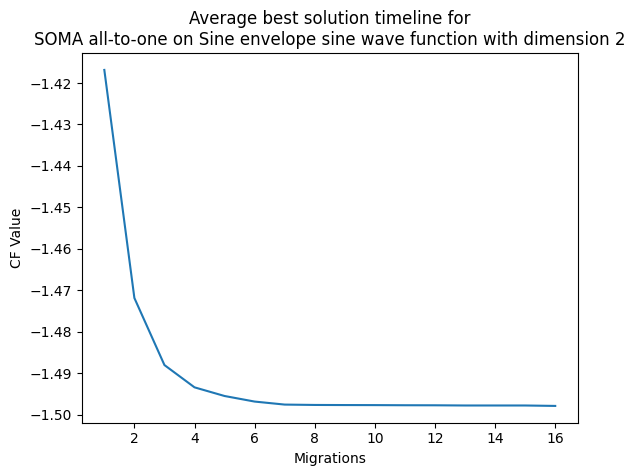 Average best solution timeline for
SOMA all-to-one on Sine envelope sine wave function with dimension 2
−1.42
−1.43
−1.44
−1.45
−1.46
−1.47
−1.48
−1.49
−1.50
CF Value
2 4 6 8 10 12 14 16
Migrations